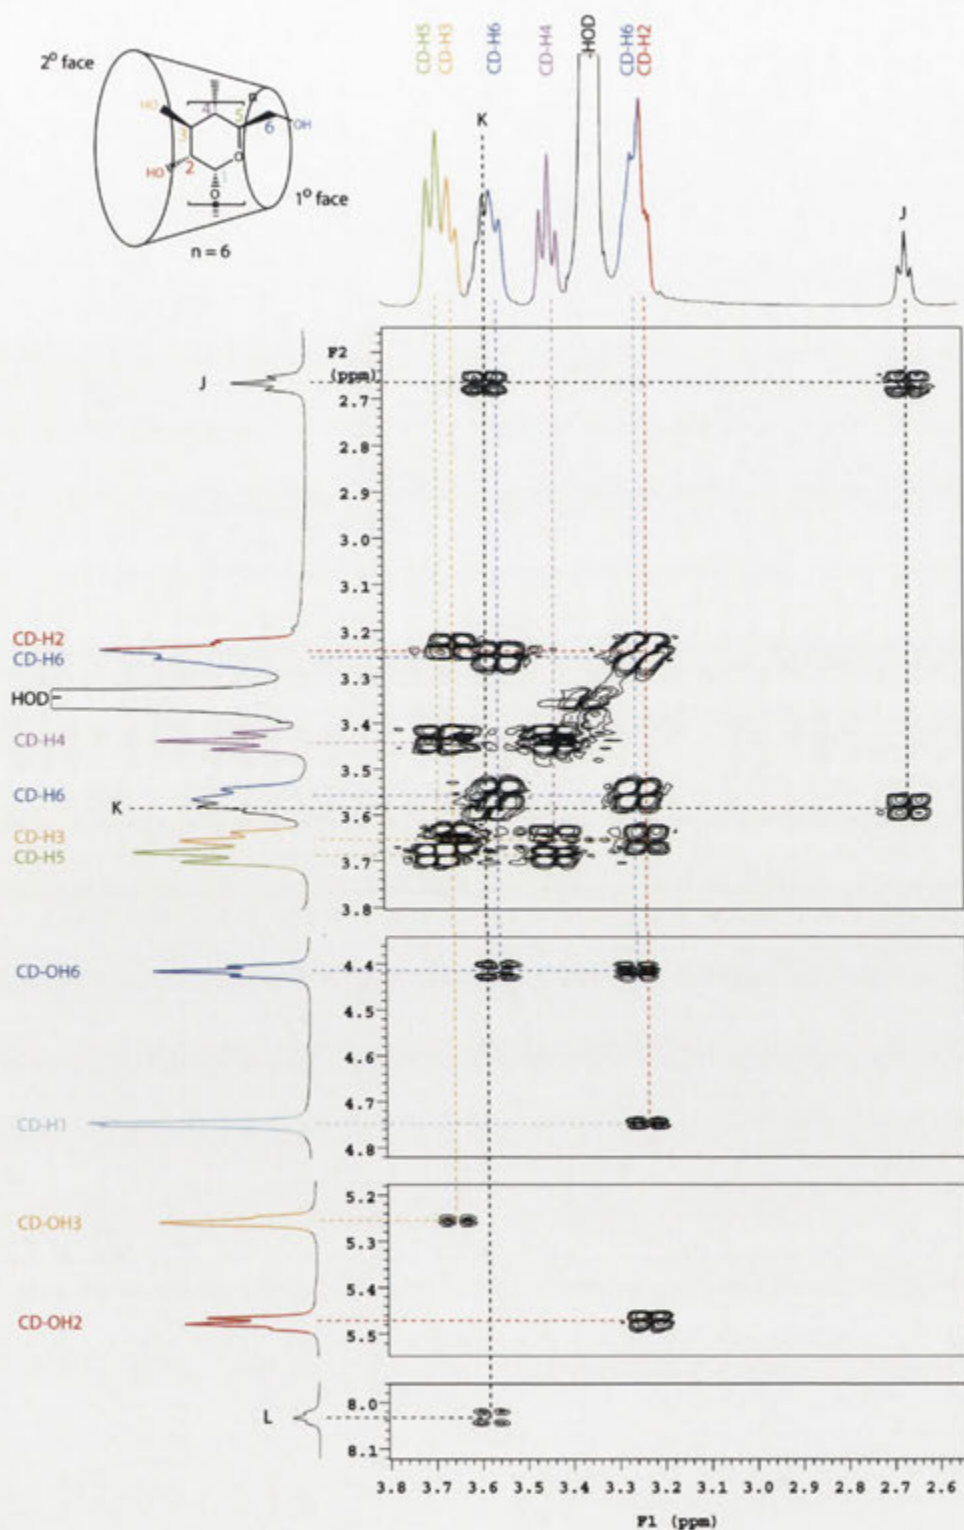 CD-H5
CD-H3
CD-H6
CD-H4
-HOD
CD-H6
CD-H2
2º face
HO
4
5
6
OH
3
HO
2
1
O
O
1º face
n = 6
K
J
F2
(ppm)
J
2.7
2.8
2.9
3.0
3.1
3.2
3.3
3.4
3.5
3.6
3.7
3.8
CD-H2
CD-H6
HOD
CD-H4
CD-H6
K
CD-H3
CD-H5
CD-OH6
4.4
4.5
4.6
4.7
4.8
CD-H1
5.2
CD-OH3
5.3
5.4
CD-OH2
5.5
8.0
L
8.1
3.8 3.7 3.6 3.5 3.4 3.3 3.2 3.1 3.0 2.9 2.8 2.7 2.6
F1 (ppm)